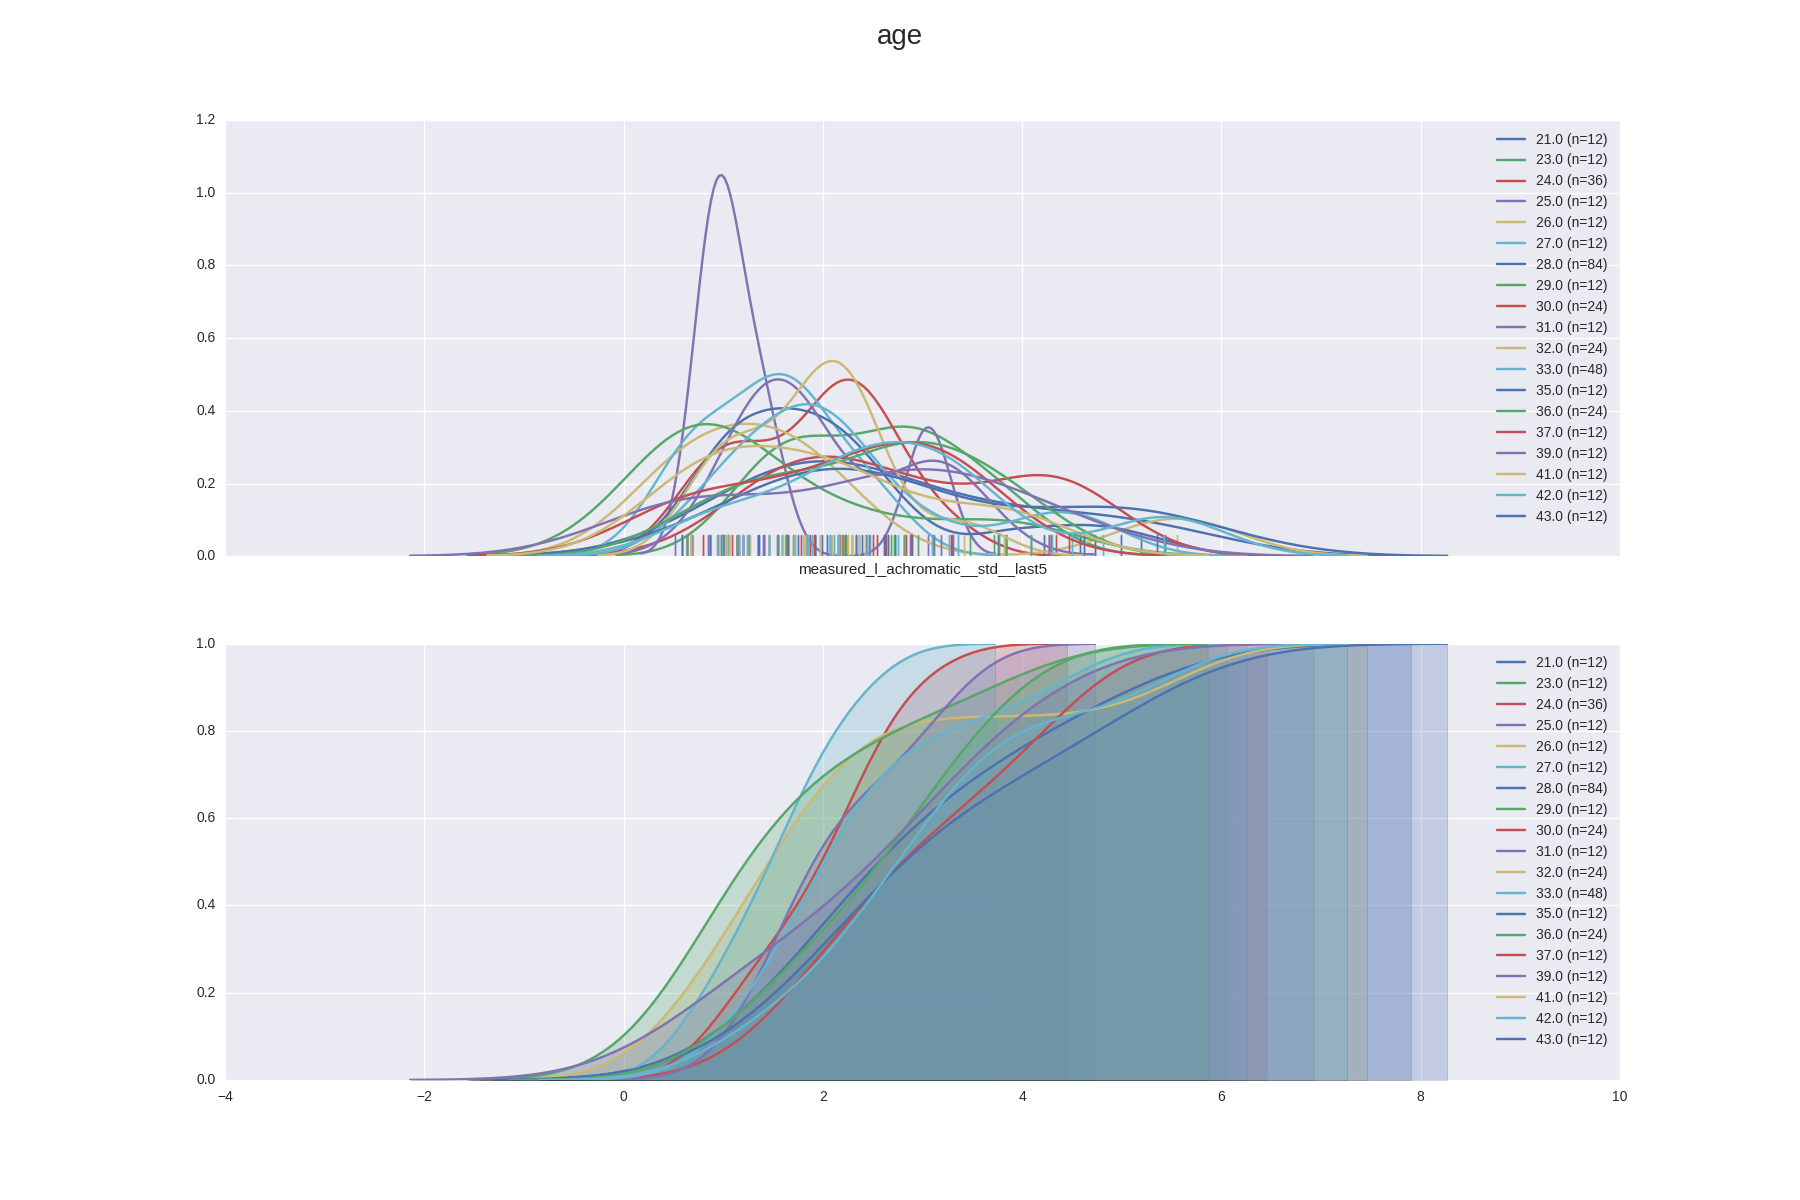 age
1.2
1.0
0.8
0.6
0.4
0.2
0.0
21.0 (n=12)
23.0 (n=12)
24.0 (n=36)
25.0 (n=12)
26.0 (n=12)
27.0 (n=12)
28.0 (n=84)
29.0 (n=12)
30.0 (n=24)
31.0 (n=12)
32.0 (n=24)
33.0 (n=48)
35.0 (n=12)
36.0 (n=24)
37.0 (n=12)
39.0 (n=12)
41.0 (n=12)
42.0 (n=12)
43.0 (n=12)
measured_l_achromatic__std__last5
1.0
0.8
0.6
0.4
0.2
0.0
21.0 (n=12)
23.0 (n=12)
24.0 (n=36)
25.0 (n=12)
26.0 (n=12)
27.0 (n=12)
28.0 (n=84)
29.0 (n=12)
30.0 (n=24)
31.0 (n=12)
32.0 (n=24)
33.0 (n=48)
35.0 (n=12)
36.0 (n=24)
37.0 (n=12)
39.0 (n=12)
41.0 (n=12)
42.0 (n=12)
43.0 (n=12)
−4 −2 0 2 4 6 8 10